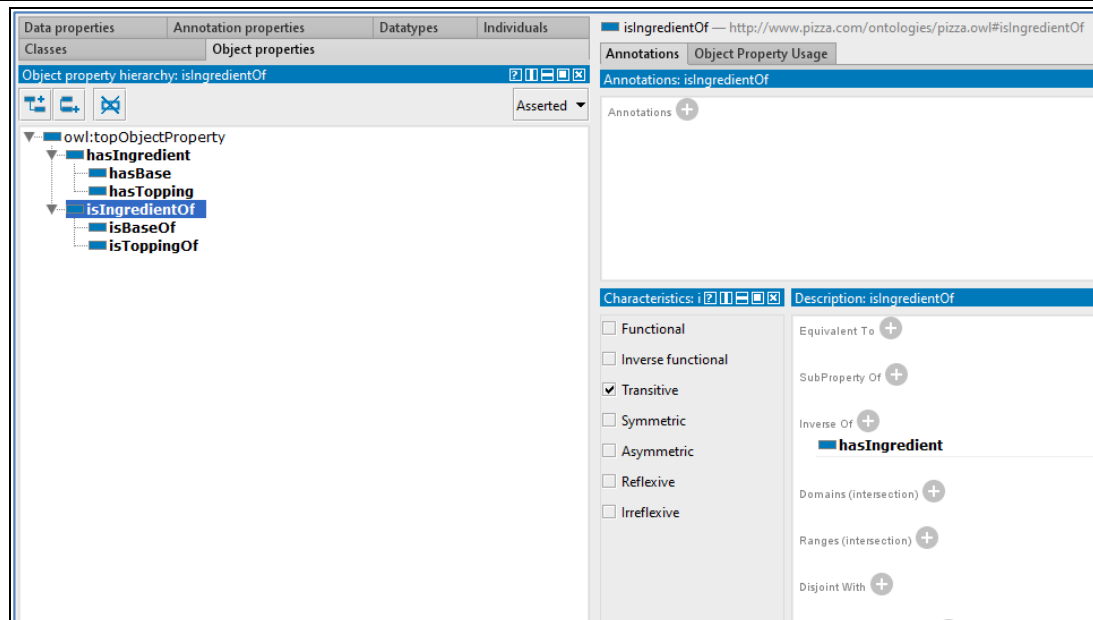 Data properties Annotation properties Datatypes Individuals
Classes Object properties
Object property hierarchy: isIngredientOf
Asserted
owl:topObjectProperty
hasIngredient
hasBase
hasTopping
isIngredientOf
isBaseOf
isToppingOf
isIngredientOf — http://www.pizza.com/ontologies/pizza.owl#isIngredientOf
Annotations Object Property Usage
Annotations: isIngredientOf
Annotations
Characteristics: i
Functional
Inverse functional
Transitive
Symmetric
Asymmetric
Reflexive
Irreflexive
Description: isIngredientOf
Equivalent To
SubProperty Of
Inverse Of
hasIngredient
Domains (intersection)
Ranges (intersection)
Disjoint With